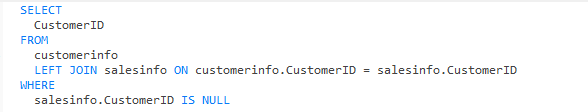 SELECT
CustomerID
FROM
customerinfo
LEFT JOIN salesinfo ON customerinfo.CustomerID = salesinfo.CustomerID
WHERE
salesinfo.CustomerID IS NULL